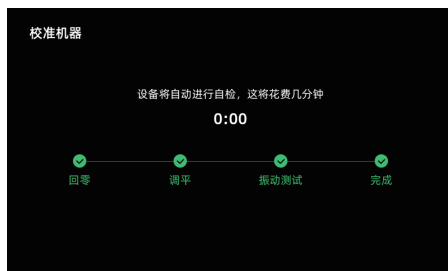 校准机器
设备将自动进行自检，这将花费几分钟
0:00
回零
调平
振动测试
完成